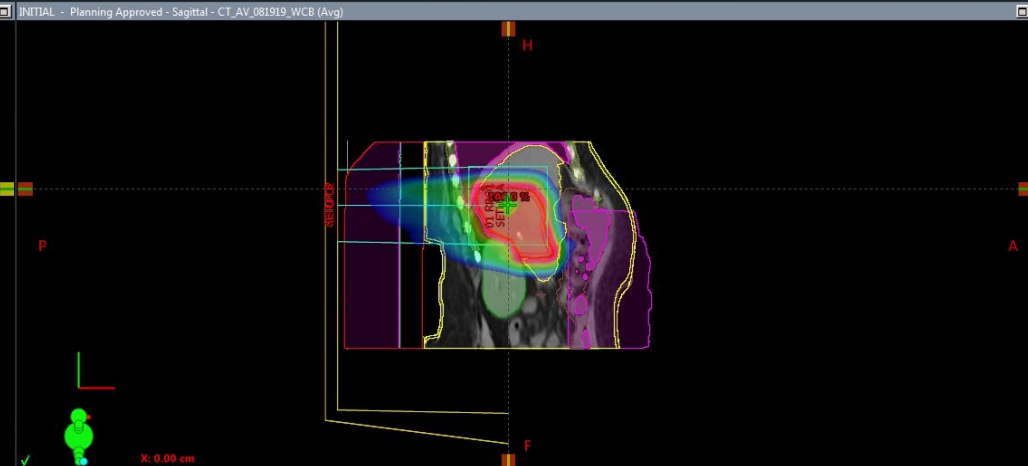 INITIAL - Planning Approved - Sagittal - CT_AV_081919_WCB (Avg)
H
P
A
F
X: 0.00 cm